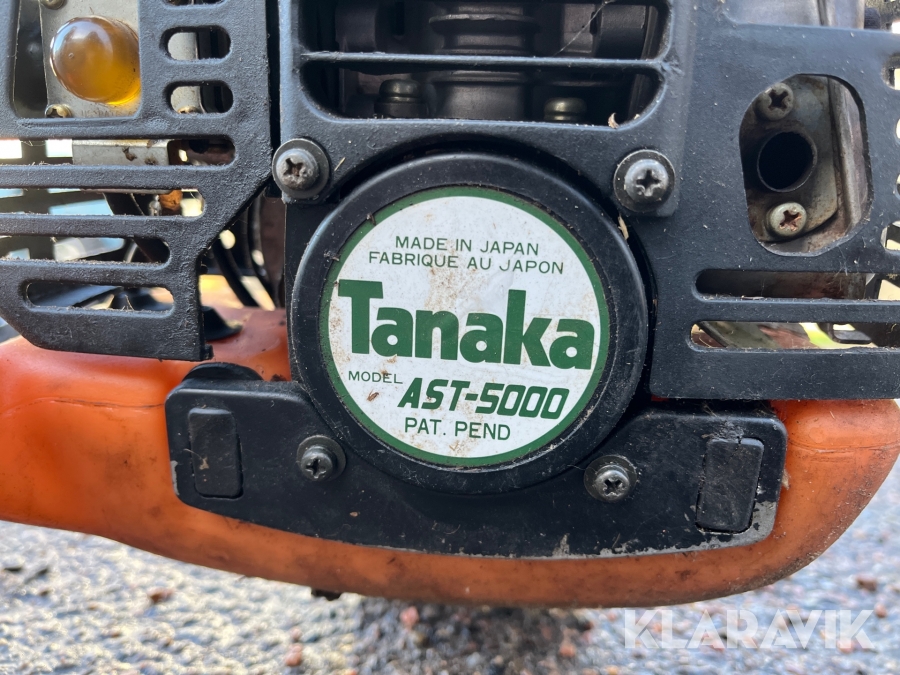 MADE IN JAPAN
FABRIQUE AU JAPON
Tanaka
MODEL AST-5000
PAT. PEND
KLARAVIK